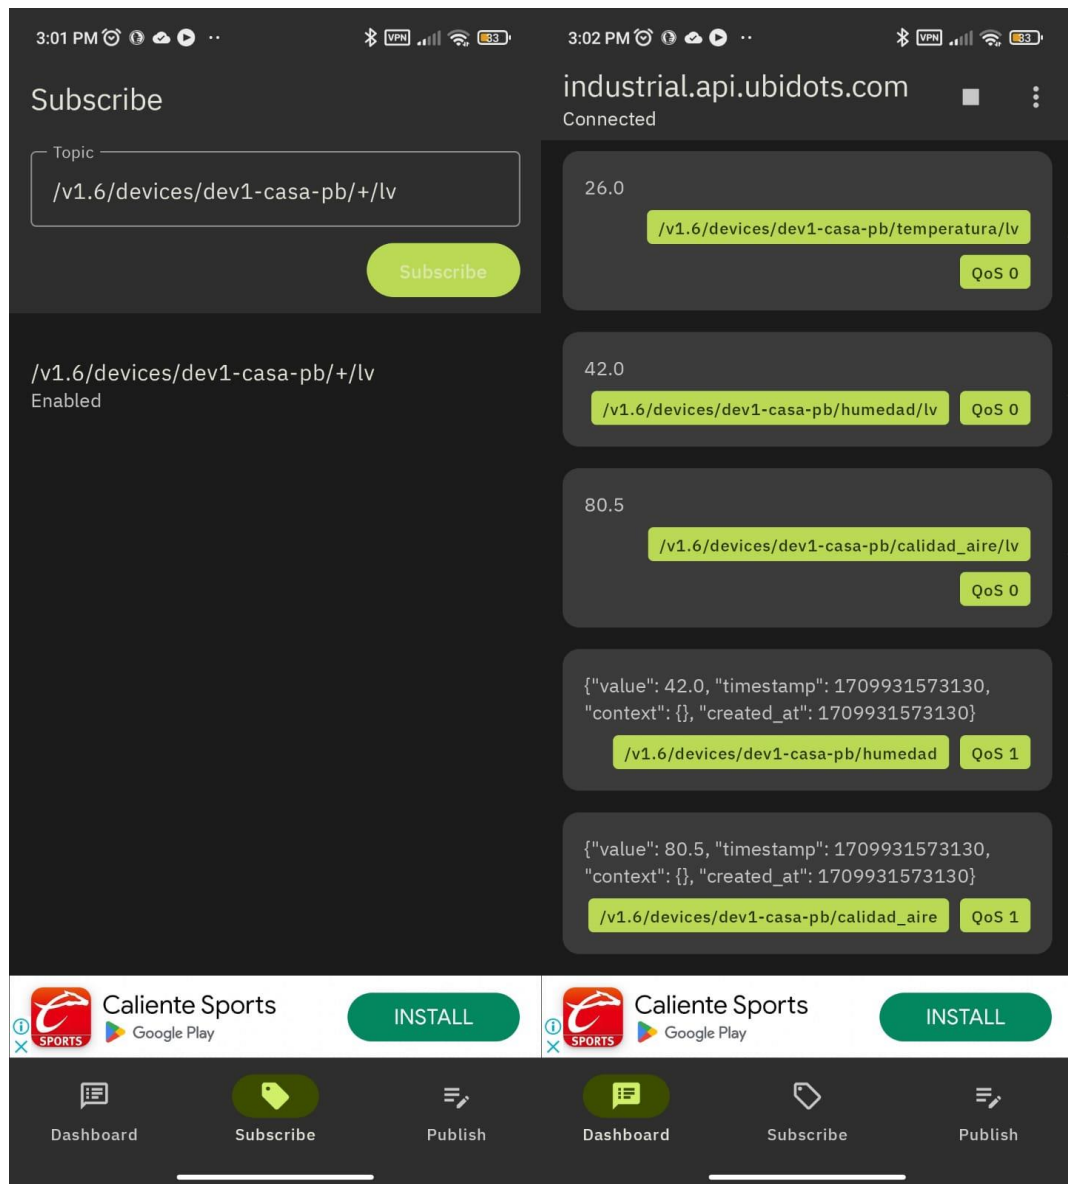 3:01 PM
VPN
83
Subscribe
Topic
/v1.6/devices/dev1-casa-pb/+/lv
Subscribe
/v1.6/devices/dev1-casa-pb/+/lv
Enabled
Caliente Sports
Google Play
INSTALL
SPORTS
Dashboard
Subscribe
Publish
3:02 PM
VPN
83
industrial.api.ubidots.com
Connected
26.0
/v1.6/devices/dev1-casa-pb/temperatura/lv
QoS 0
42.0
/v1.6/devices/dev1-casa-pb/humedad/lv QoS 0
80.5
/v1.6/devices/dev1-casa-pb/calidad_aire/lv
QoS 0
{"value": 42.0, "timestamp": 1709931573130,
"context": {}, "created_at": 1709931573130}
/v1.6/devices/dev1-casa-pb/humedad QoS 1
{"value": 80.5, "timestamp": 1709931573130,
"context": {}, "created_at": 1709931573130}
/v1.6/devices/dev1-casa-pb/calidad_aire QoS 1
Caliente Sports
Google Play
INSTALL
SPORTS
Dashboard
Subscribe
Publish